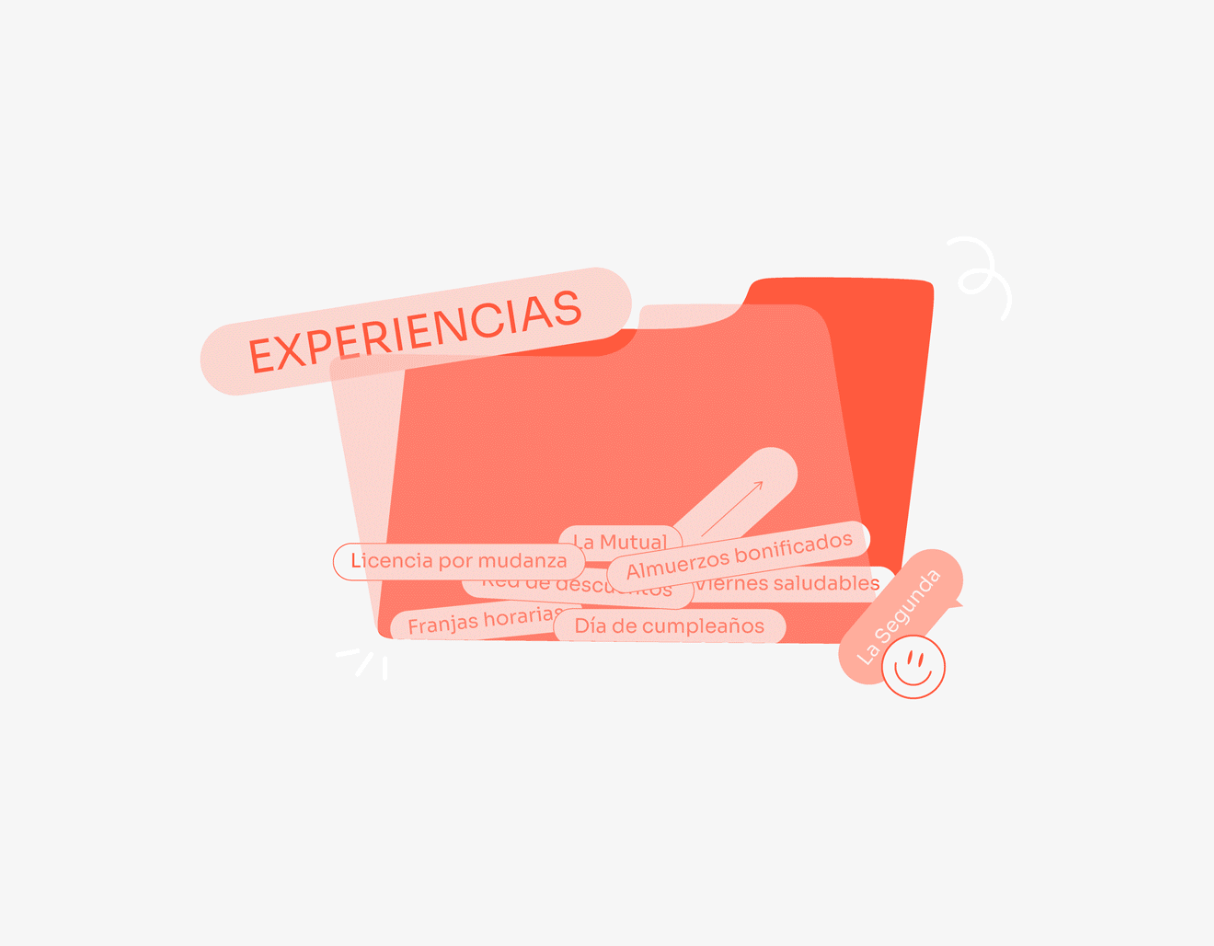 EXPERIENCIAS
La Mutual
Licencia por mudanza
Almuerzos bonificados
Red de descuentos
Viernes saludables
Franjas horarias
Día de cumpleaños
La Segunda